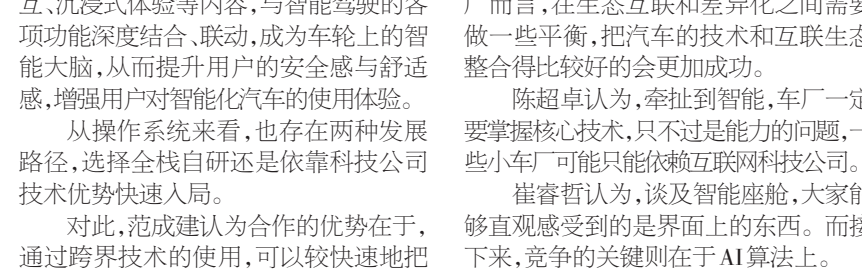 互、沉浸式体验等内容,与智能驾驶的各
项功能深度结合、联动,成为车轮上的智
能大脑,从而提升用户的安全感与舒适
感,增强用户对智能化汽车的使用体验。
从操作系统来看,也存在两种发展
路径,选择全栈自研还是依靠科技公司
技术优势快速入局。
对此,范成建认为合作的优势在于,
通过跨界技术的使用,可以较快速地把
厂而言,在生态互联和差异化之间需要
做一些平衡,把汽车的技术和互联生态
整合得比较好的会更加成功。
陈超卓认为,牵扯到智能,车厂一定
要掌握核心技术,只不过是能力的问题,一
些小车厂可能只能依赖互联网科技公司。
崔睿哲认为,谈及智能座舱,大家能
够直观感受到的是界面上的东西。而接
下来,竞争的关键则在于AI算法上。